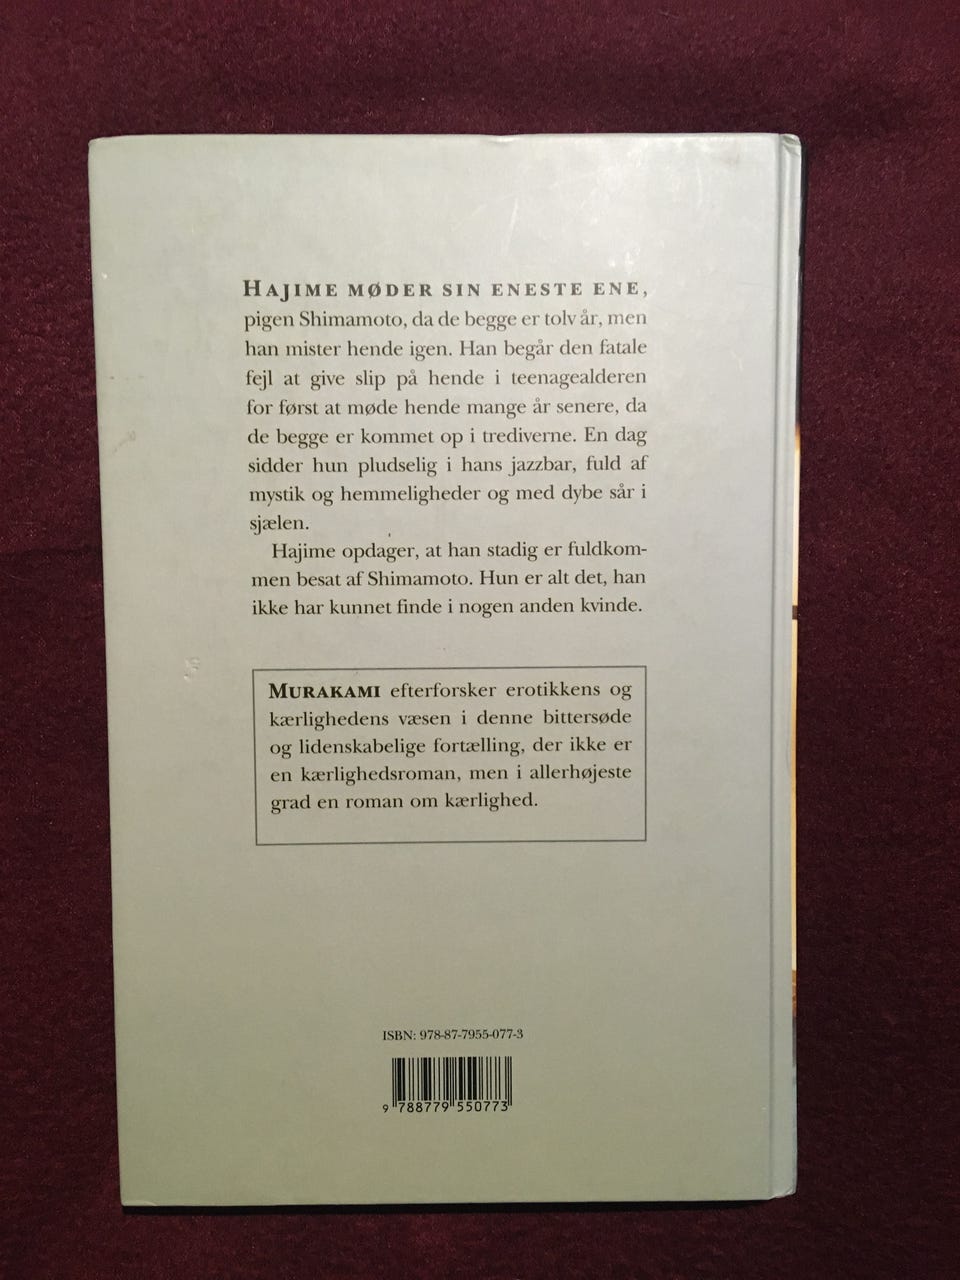 HAJIME MØDER SIN ENESTE ENE,
pigen Shimamoto, da de begge er tolv år, men
han mister hende igen. Han begår den fatale
fejl at give slip på hende i teenagealderen
for først at møde hende mange år senere, da
de begge er kommet op i trediverne. En dag
sidder hun pludselig i hans jazzbar, fuld af
mystik og hemmeligheder og med dybe sår i
sjælen.
Hajime opdager, at han stadig er fuldkom-
men besat af Shimamoto. Hun er alt det, han
ikke har kunnet finde i nogen anden kvinde.
MURAKAMI efterforsker erotikkens og
kærlighedens væsen i denne bittersøde
og lidenskabelige fortælling, der ikke er
en kærlighedsroman, men i allerhøjeste
grad en roman om kærlighed.
ISBN: 978-87-7955-077-3
9 788779 550773